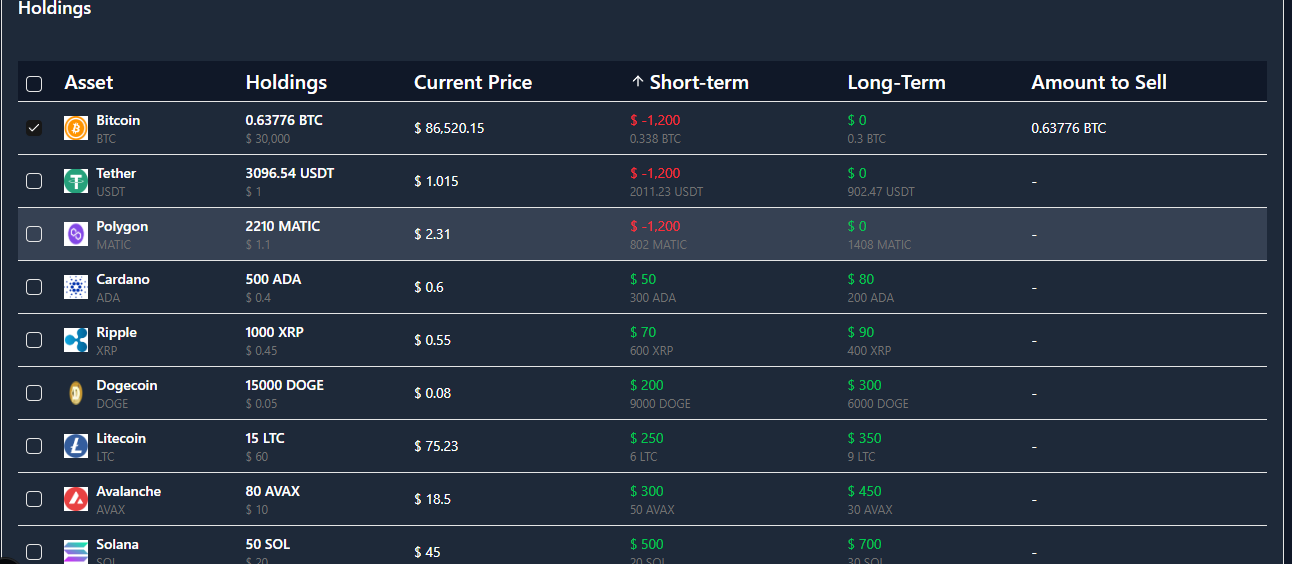 Holdings
Asset Holdings Current Price ↑ Short-term Long-Term Amount to Sell
Bitcoin 0.63776 BTC $ -1,200 $ 0
$ 86,520.15 0.63776 BTC
BTC $ 30,000 0.338 BTC 0.3 BTC
Tether 3096.54 USDT $ -1,200 $ 0
$ 1.015 -
USDT $ 1 2011.23 USDT 902.47 USDT
Polygon 2210 MATIC $ -1,200 $ 0
$ 2.31 -
MATIC $ 1.1 802 MATIC 1408 MATIC
Cardano 500 ADA $ 50 $ 80
$ 0.6 -
ADA $ 0.4 300 ADA 200 ADA
Ripple 1000 XRP $ 70 $ 90
$ 0.55 -
XRP $ 0.45 600 XRP 400 XRP
Dogecoin 15000 DOGE $ 200 $ 300
$ 0.08 -
DOGE $ 0.05 9000 DOGE 6000 DOGE
Litecoin 15 LTC $ 250 $ 350
$ 75.23 -
LTC $ 60 6 LTC 9 LTC
Avalanche 80 AVAX $ 300 $ 450
$ 18.5 -
AVAX $ 10 50 AVAX 30 AVAX
Solana 50 SOL $ 500 $ 700
$ 45 -
SOL $ 20 20 SOL 30 SOL